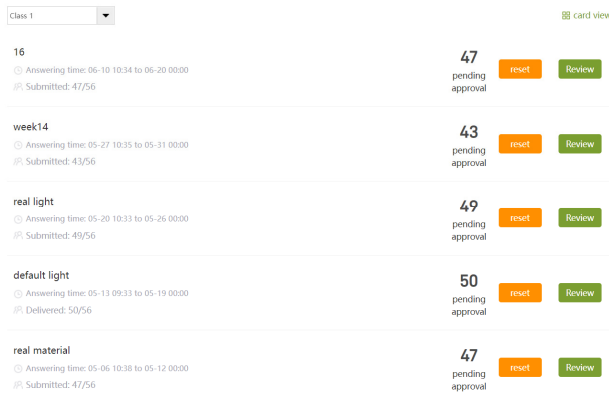 Class 1
card view
16
Answering time: 06-10 10:34 to 06-20 00:00
Submitted: 47/56
47
pending
approval
reset
Review
week14
Answering time: 05-27 10:35 to 05-31 00:00
Submitted: 43/56
43
pending
approval
reset
Review
real light
Answering time: 05-20 10:33 to 05-26 00:00
Submitted: 49/56
49
pending
approval
reset
Review
default light
Answering time: 05-13 09:33 to 05-19 00:00
Delivered: 50/56
50
pending
approval
reset
Review
real material
Answering time: 05-06 10:38 to 05-12 00:00
Submitted: 47/56
47
pending
approval
reset
Review